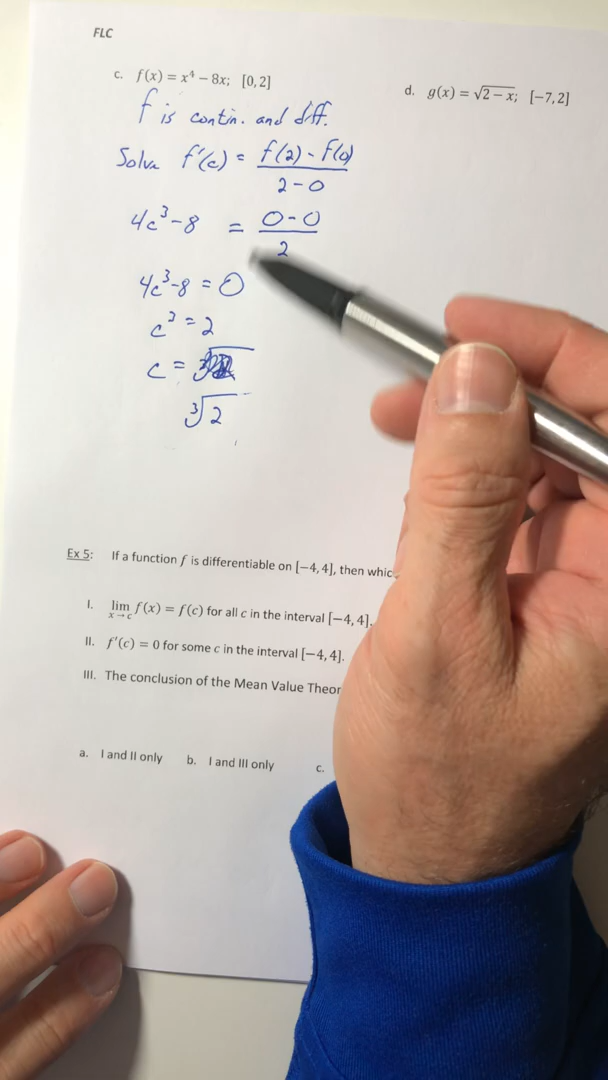 FLC
c. f(x) = x⁴ − 8x; [0, 2]
d. g(x) = √(2 − x); [−7, 2]
f is contin. and diff.
Solve f'(c) = (f(2) - f(0)) / (2 - 0)
4c³ - 8 = (0 - 0) / 2
4c³ - 8 = 0
c³ = 2
c =
³√2
Ex 5: If a function f is differentiable on [−4, 4], then
I. lim x→c f(x) = f(c) for all c in the interval [−4, 4].
II. f'(c) = 0 for some c in the interval [−4, 4].
III. The conclusion of the Mean Value
a. I and II only b. I and III only c.